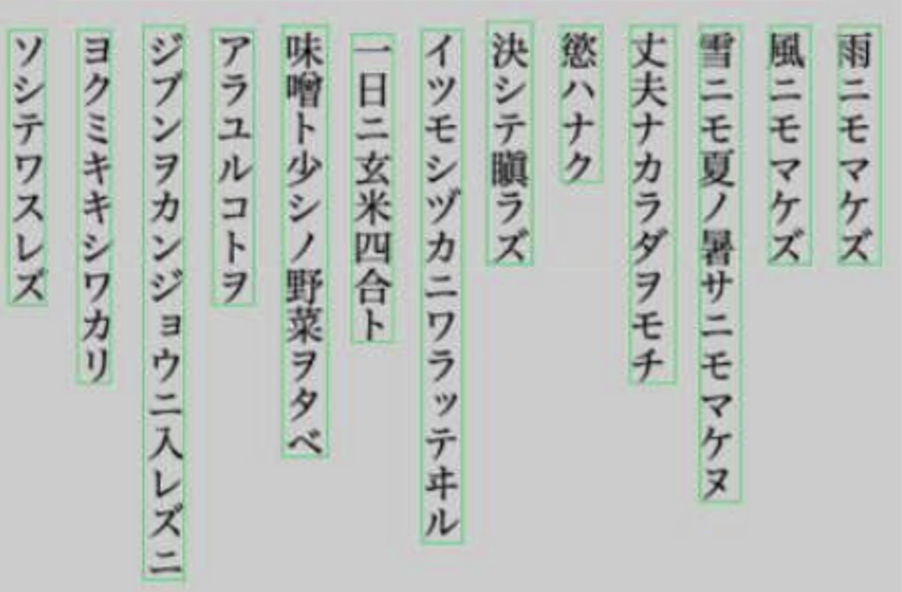 雨ニモマケズ
風ニモマケズ
雪ニモ夏ノ暑サニモマケヌ
丈夫ナカラダヲモチ
慾ハナク
決シテ瞋ラズ
イツモシヅカニワラッテヰル
一日ニ玄米四合ト
味噌ト少シノ野菜ヲタベ
アラユルコトヲ
ジブンヲカンジョウニ入レズニ
ヨクミキキシワカリ
ソシテワスレズ